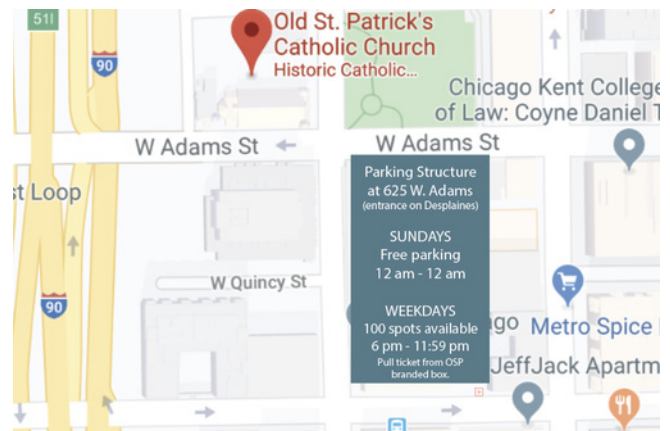 51I
90
Old St. Patrick's
Catholic Church
Historic Catholic...
Chicago Kent College
of Law: Coyne Daniel T
W Adams St
W Adams St
st Loop
Parking Structure
at 625 W. Adams
(entrance on Desplaines)
SUNDAYS
Free parking
12 am - 12 am
W Quincy St
90
WEEKDAYS
100 spots available
6 pm - 11:59 pm
Pull ticket from OSP
branded box.
go
Metro Spice
JeffJack Apartm